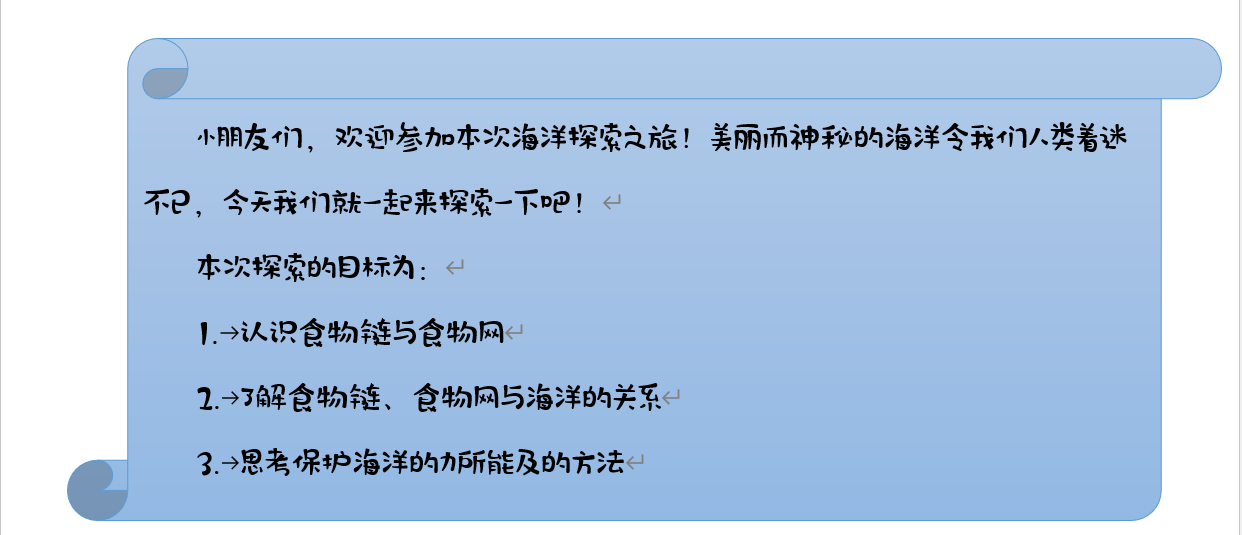 小朋友们，欢迎参加本次海洋探索之旅！美丽而神秘的海洋令我们人类着迷
不已，今天我们就一起来探索一下吧！
本次探索的目标为：
1.→认识食物链与食物网
2.→了解食物链、食物网与海洋的关系
3.→思考保护海洋的力所能及的方法